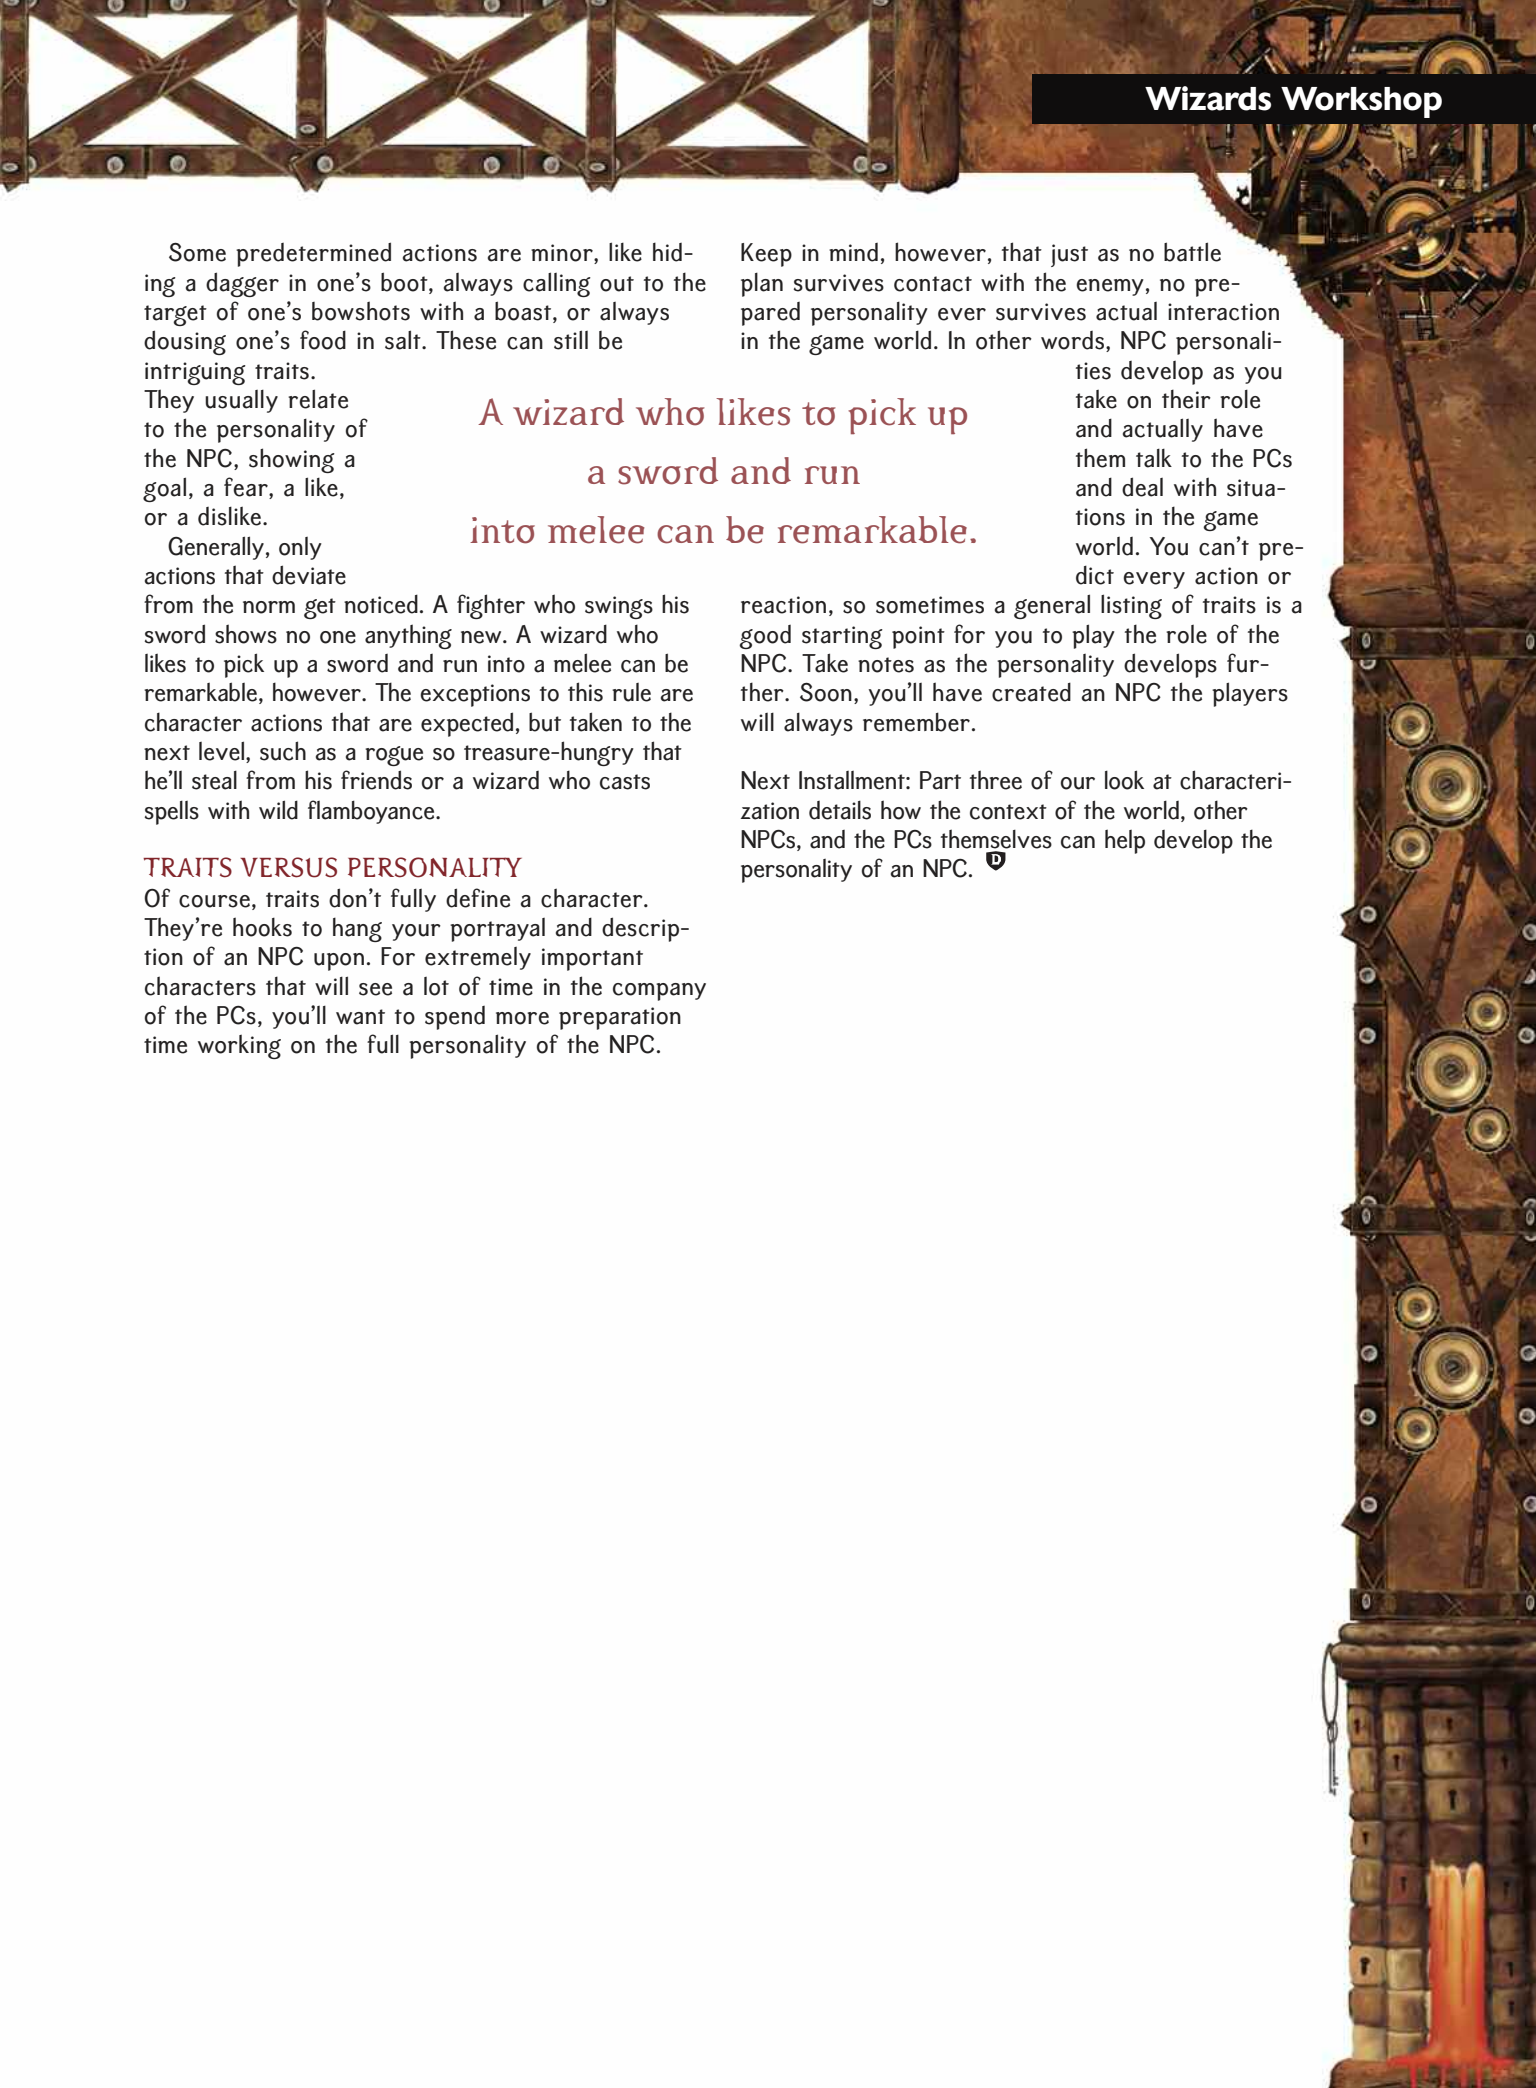 Wizards Workshop
Some predetermined actions are minor, like hid-
ing a dagger in one's boot, always calling out to the
target of one's bowshots with a boast, or always
dousing one's food in salt. These can still be
intriguing traits.
They usually relate
to the personality of
the NPC, showing a
goal, a fear, a like,
or a dislike.
Generally, only
actions that deviate
from the norm get noticed. A fighter who swings his
sword shows no one anything new. A wizard who
likes to pick up a sword and run into a melee can be
remarkable, however. The exceptions to this rule are
character actions that are expected, but taken to the
next level, such as a rogue so treasure-hungry that
he'll steal from his friends or a wizard who casts
spells with wild flamboyance.
TRAITS VERSUS PERSONALITY
Of course, traits don't fully define a character.
They're hooks to hang your portrayal and descrip-
tion of an NPC upon. For extremely important
characters that will see a lot of time in the company
of the PCs, you'll want to spend more preparation
time working on the full personality of the NPC.
A wizard who likes to pick up
a sword and run
into melee can be remarkable.
Keep in mind, however, that just as no battle
plan survives contact with the enemy, no pre-
pared personality ever survives actual interaction
in the game world. In other words, NPC personali-
ties develop as you
take on their role
and actually have
them talk to the PCs
and deal with situa-
tions in the game
world. You can't pre-
dict every action or
reaction, so sometimes a general listing of traits is a
good starting point for you to play the role of the
NPC. Take notes as the personality develops fur-
ther. Soon, you'll have created an NPC the players
will always remember.
Next Installment: Part three of our look at characteri-
zation details how the context of the world, other
NPCs, and the PCs themselves can help develop the
personality of an NPC. D